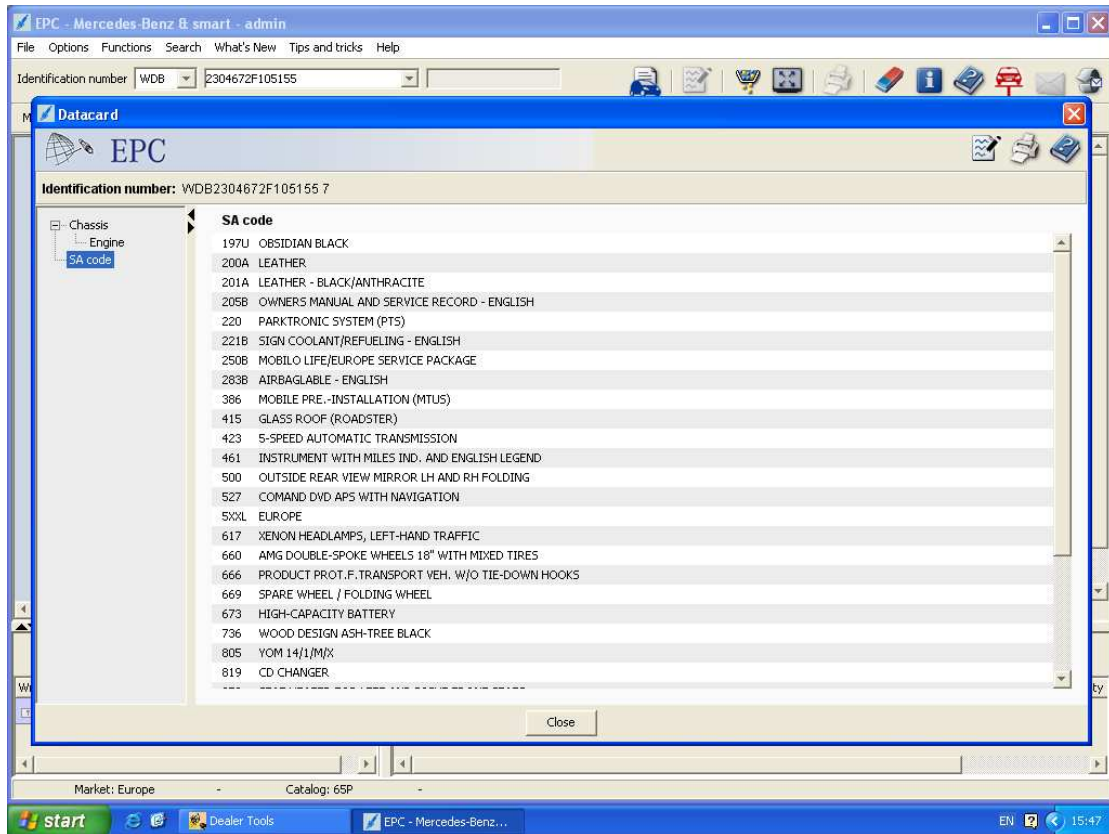 EPC - Mercedes-Benz & smart - admin
File Options Functions Search What's New Tips and tricks Help
Identification number WDB 2304672F105155
M
Datacard
EPC
Identification number: WDB2304672F105155 7
Chassis
Engine
SA code
SA code
197U OBSIDIAN BLACK
200A LEATHER
201A LEATHER - BLACK/ANTHRACITE
205B OWNERS MANUAL AND SERVICE RECORD - ENGLISH
220 PARKTRONIC SYSTEM (PTS)
221B SIGN COOLANT/REFUELING - ENGLISH
250B MOBILO LIFE/EUROPE SERVICE PACKAGE
283B AIRBAGLABLE - ENGLISH
386 MOBILE PRE.-INSTALLATION (MTUS)
415 GLASS ROOF (ROADSTER)
423 5-SPEED AUTOMATIC TRANSMISSION
461 INSTRUMENT WITH MILES IND. AND ENGLISH LEGEND
500 OUTSIDE REAR VIEW MIRROR LH AND RH FOLDING
527 COMAND DVD APS WITH NAVIGATION
5XXL EUROPE
617 XENON HEADLAMPS, LEFT-HAND TRAFFIC
660 AMG DOUBLE-SPOKE WHEELS 18" WITH MIXED TIRES
666 PRODUCT PROT.F.TRANSPORT VEH. W/O TIE-DOWN HOOKS
669 SPARE WHEEL / FOLDING WHEEL
673 HIGH-CAPACITY BATTERY
736 WOOD DESIGN ASH-TREE BLACK
805 YOM 14/1/M/X
819 CD CHANGER
Wi
ty
Close
Market: Europe - Catalog: 65P -
start Dealer Tools EPC - Mercedes-Benz... EN 15:47